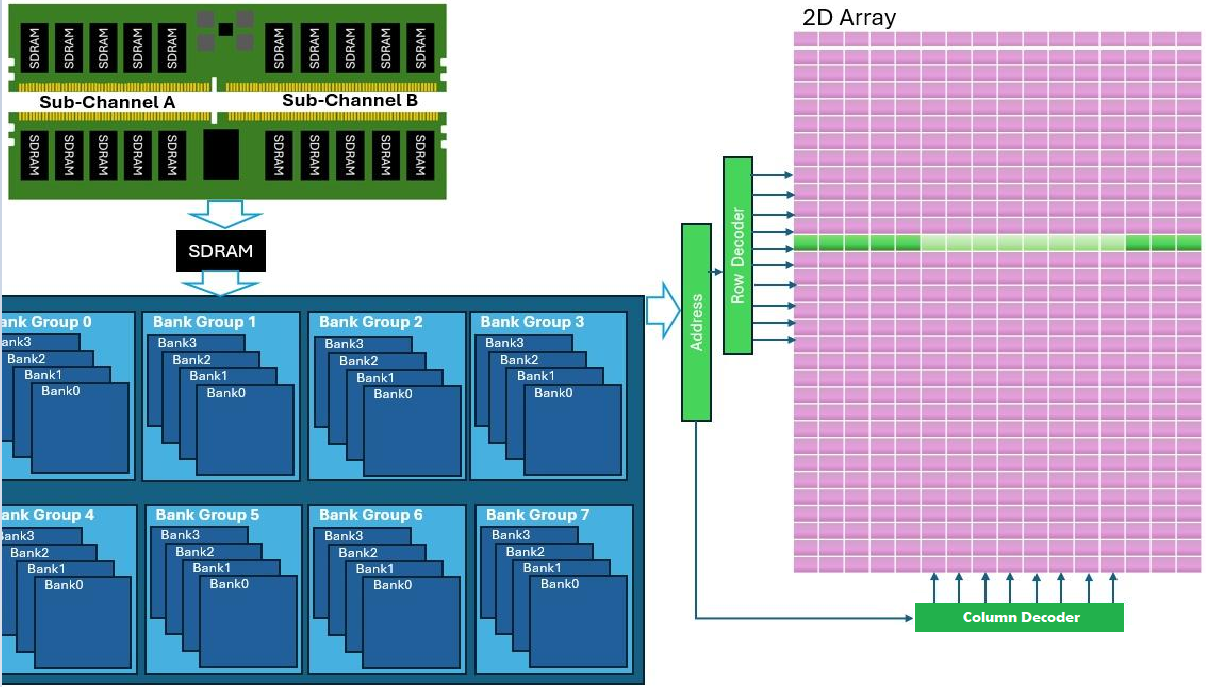 2D Array
SDRAM SDRAM SDRAM SDRAM SDRAM SDRAM SDRAM SDRAM SDRAM SDRAM
Sub-Channel A Sub-Channel B
SDRAM SDRAM SDRAM SDRAM SDRAM SDRAM SDRAM SDRAM SDRAM SDRAM
SDRAM
ank Group 0
ank3
Bank2
Bank1
Bank0
Bank Group 1
Bank3
Bank2
Bank1
Bank0
Bank Group 2
Bank3
Bank2
Bank1
Bank0
Bank Group 3
Bank3
Bank2
Bank1
Bank0
ank Group 4
Bank3
Bank2
Bank1
Bank0
Bank Group 5
Bank3
Bank2
Bank1
Bank0
Bank Group 6
Bank3
Bank2
Bank1
Bank0
Bank Group 7
Bank3
Bank2
Bank1
Bank0
Address
Row Decoder
Column Decoder